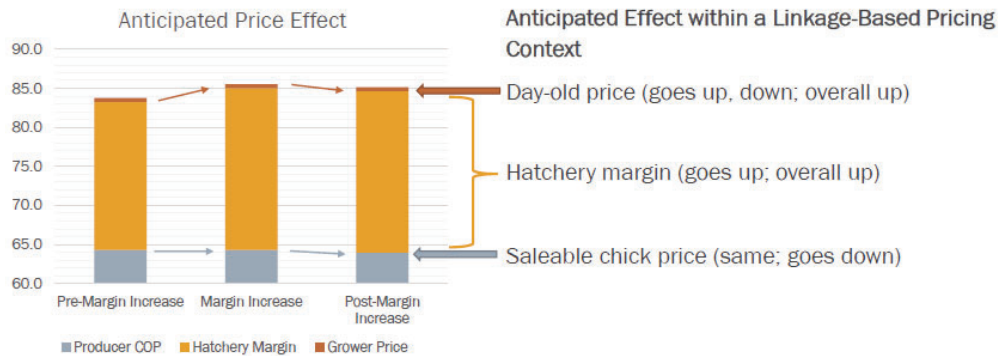 Anticipated Price Effect
90.0
85.0
80.0
75.0
70.0
65.0
60.0
Pre-Margin Increase
Margin Increase
Post-Margin
Increase
Producer COP
Hatchery Margin
Grower Price
Anticipated Effect within a Linkage-Based Pricing
Context
Day-old price (goes up, down; overall up)
Hatchery margin (goes up; overall up)
Saleable chick price (same; goes down)